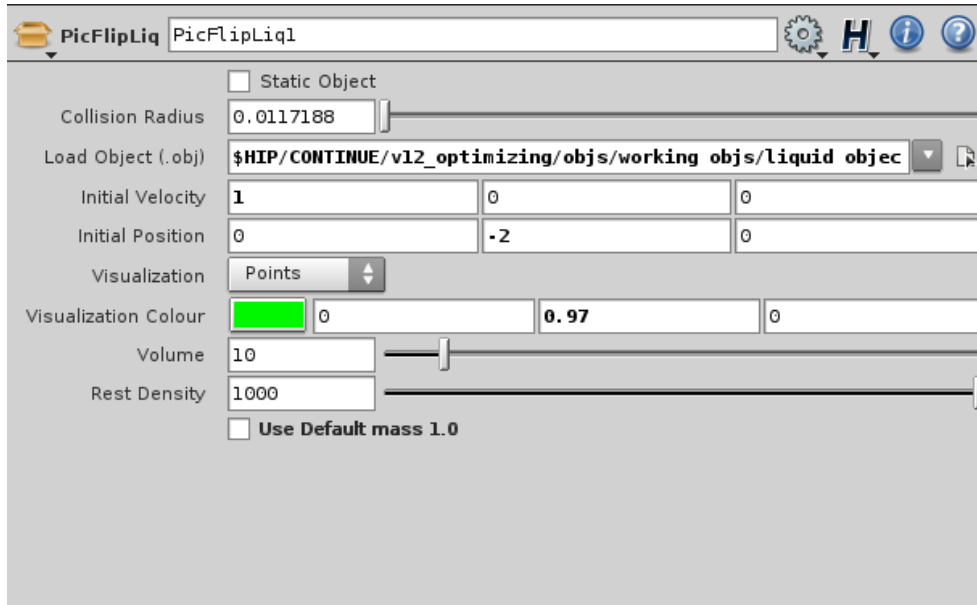 PicFlipLiq PicFlipLiq1
Static Object
Collision Radius 0.0117188
Load Object (.obj) $HIP/CONTINUE/v12_optimizing/objs/working objs/liquid objec
Initial Velocity 1 0 0
Initial Position 0 -2 0
Visualization Points
Visualization Colour 0 0.97 0
Volume 10
Rest Density 1000
Use Default mass 1.0